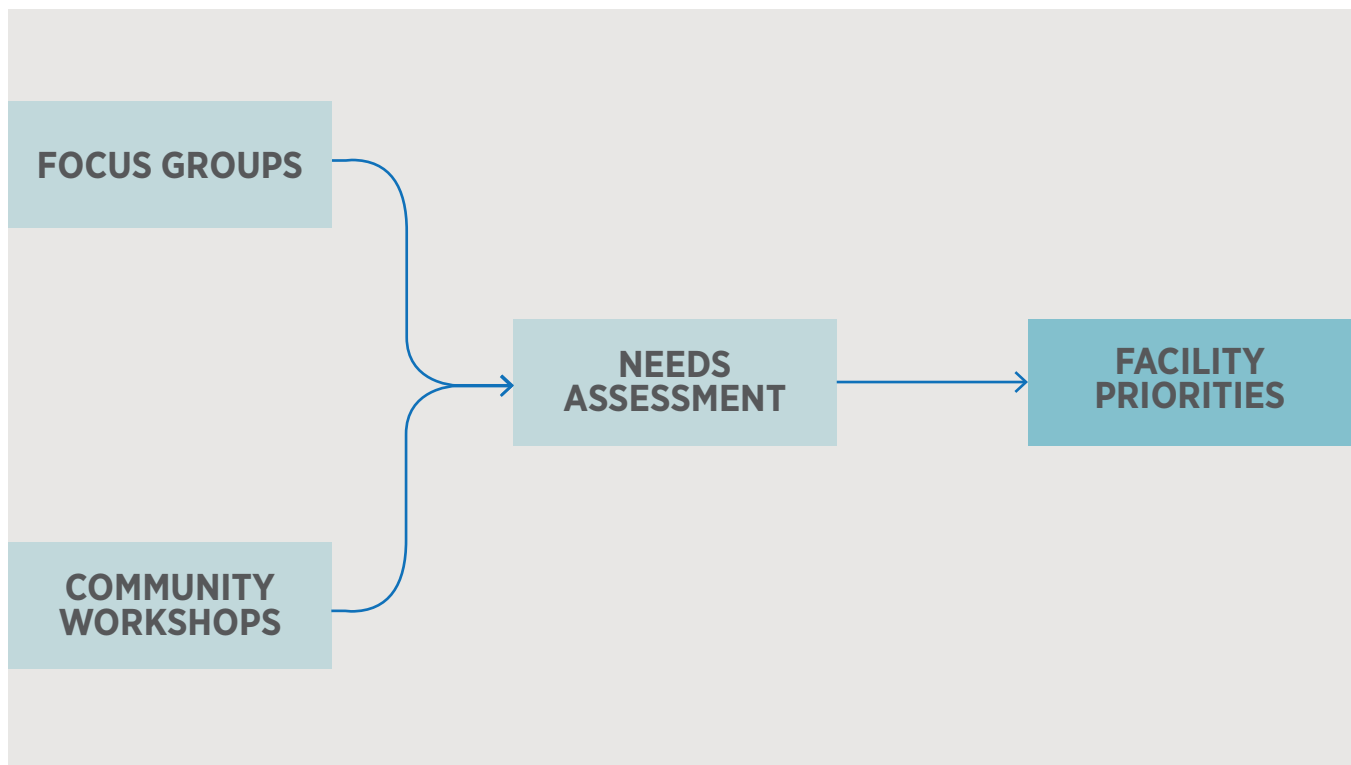 FOCUS GROUPS
COMMUNITY
WORKSHOPS
NEEDS
ASSESSMENT
FACILITY
PRIORITIES